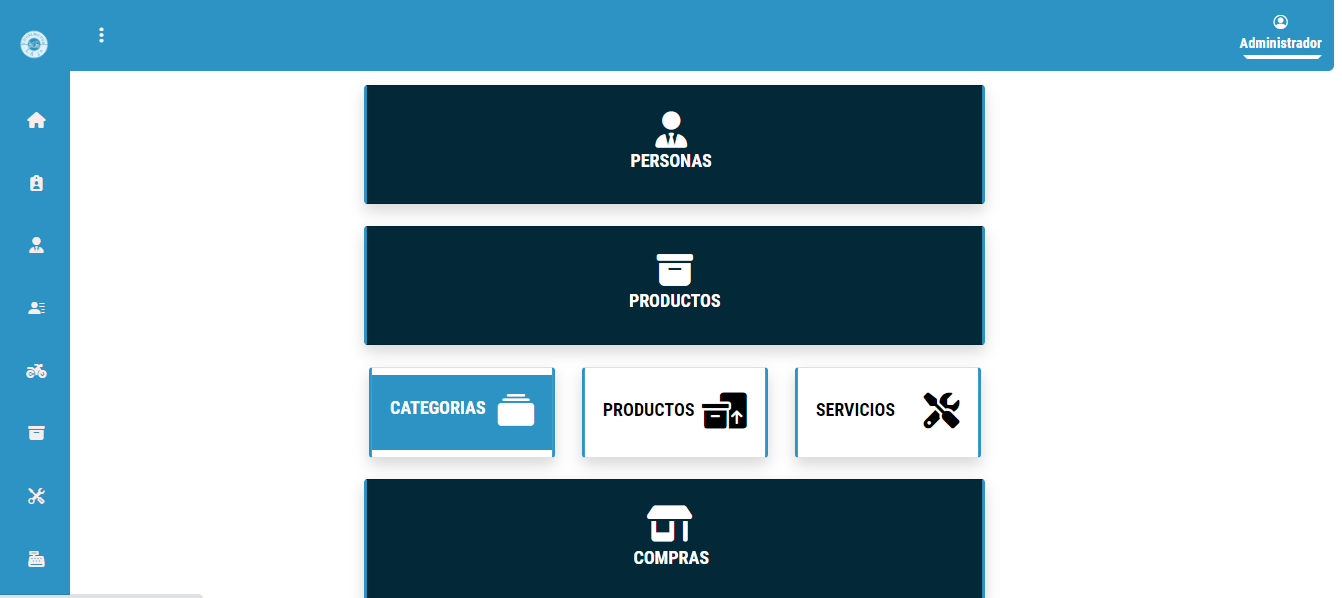 Administrador
PERSONAS
PRODUCTOS
CATEGORIAS
PRODUCTOS
SERVICIOS
COMPRAS